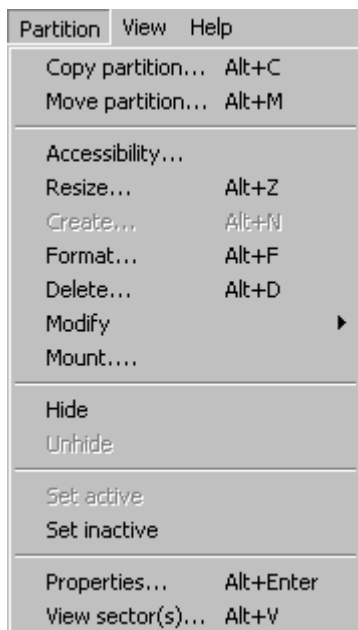 Partition View Help
Copy partition... Alt+C
Move partition... Alt+M
Accessibility...
Resize... Alt+Z
Create... Alt+N
Format... Alt+F
Delete... Alt+D
Modify
Mount....
Hide
Unhide
Set active
Set inactive
Properties... Alt+Enter
View sector(s)... Alt+V